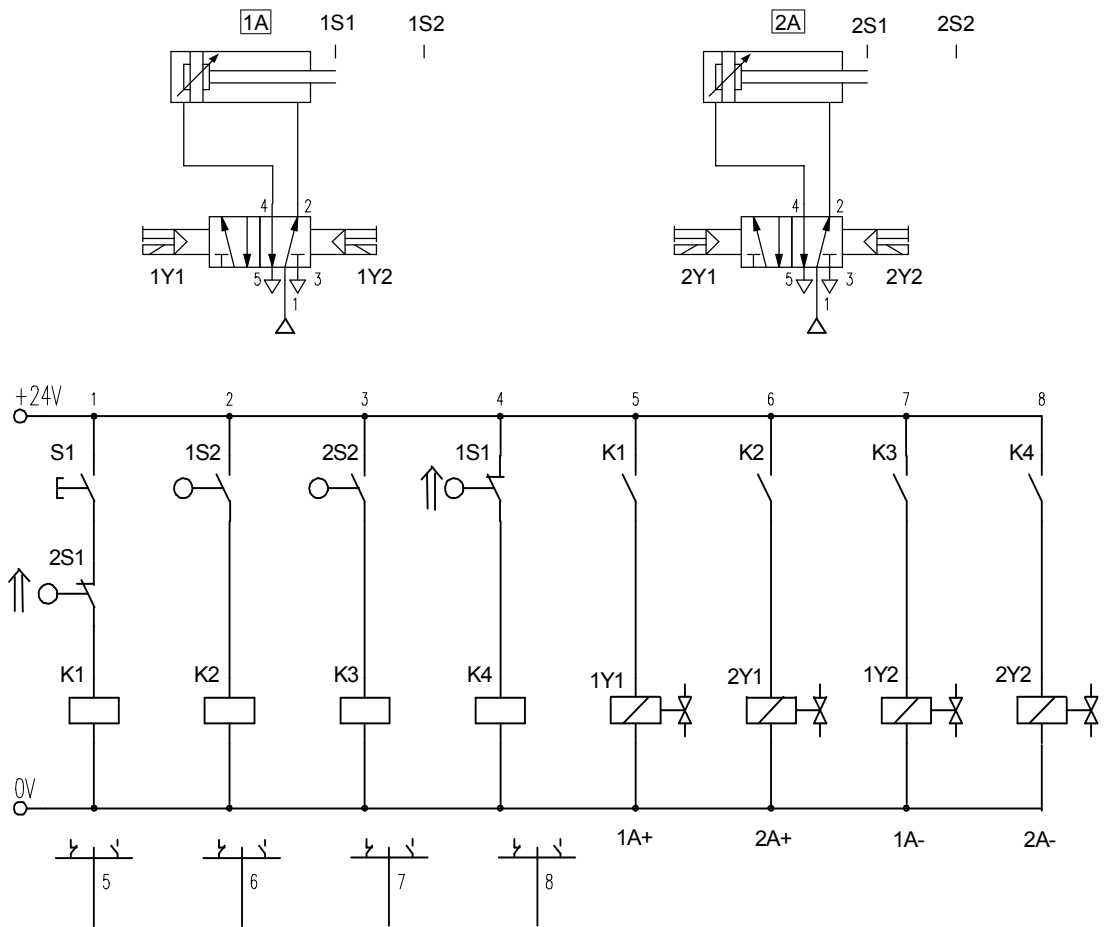 1A 1S1 1S2 2A 2S1 2S2
4 2 4 2
1Y1 5 3 1Y2 2Y1 5 3 2Y2
1 1
+24V 1 2 3 4 5 6 7 8
S1 1S2 2S2 1S1 K1 K2 K3 K4
2S1
K1 K2 K3 K4 1Y1 2Y1 1Y2 2Y2
0V
1A+ 2A+ 1A- 2A-
5 6 7 8